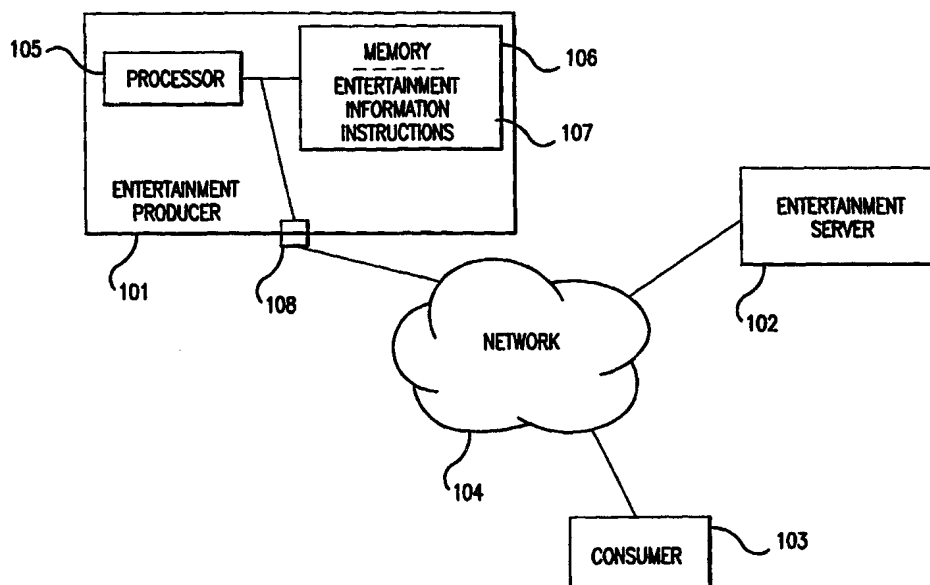 105
PROCESSOR
MEMORY
ENTERTAINMENT
INFORMATION
INSTRUCTIONS
106
107
ENTERTAINMENT
PRODUCER
101
108
ENTERTAINMENT
SERVER
102
NETWORK
104
CONSUMER
103